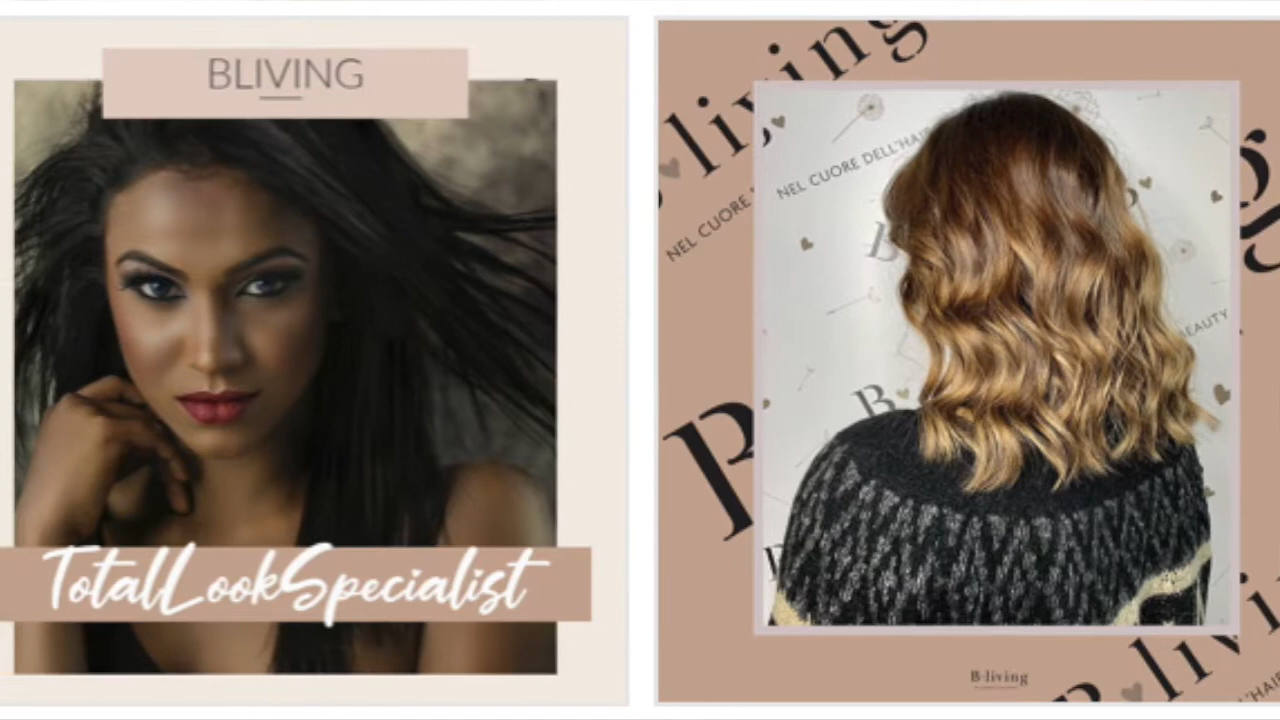 BLIVING
TotalLookSpecialist
B·living
NEL CUORE
NEL CUORE DELL'HAIR
B
B
BEAUTY
B·living